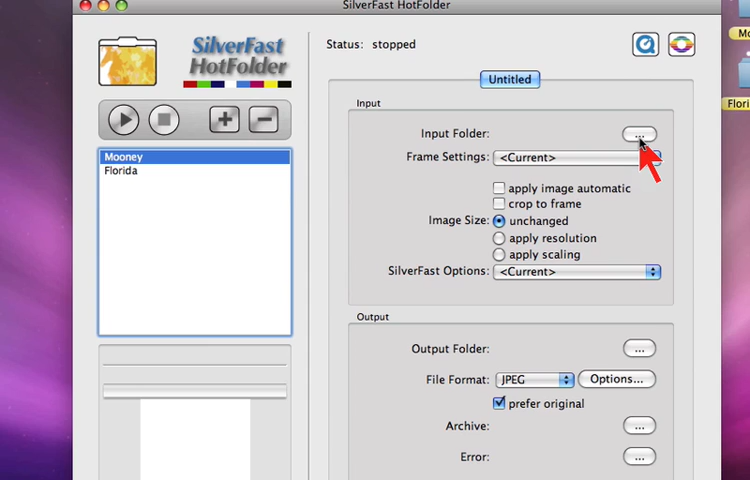 SilverFast HotFolder
Mo
Flori
SilverFast
HotFolder
Status: stopped
Untitled
Input
Input Folder: ...
Frame Settings: <Current>
Mooney
Florida
apply image automatic
crop to frame
Image Size: unchanged
apply resolution
apply scaling
SilverFast Options: <Current>
Output
Output Folder: ...
File Format: JPEG Options...
prefer original
Archive: ...
Error: ...